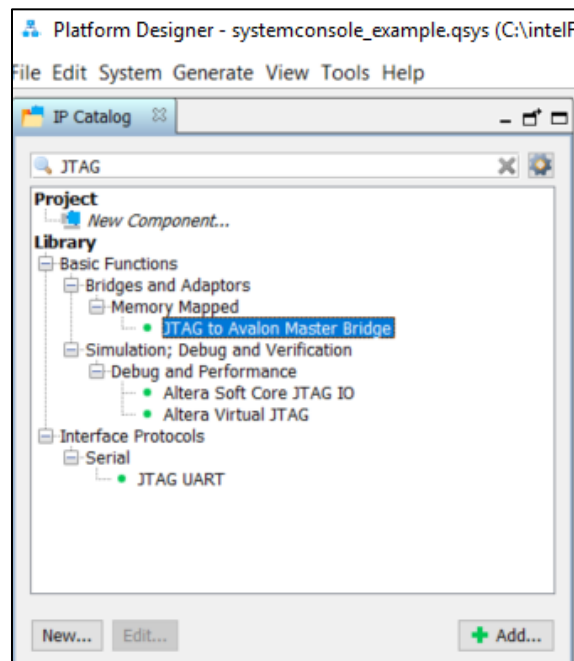 Platform Designer - systemconsole_example.qsys (C:\intelF
File Edit System Generate View Tools Help
IP Catalog
JTAG
Project
New Component...
Library
Basic Functions
Bridges and Adaptors
Memory Mapped
JTAG to Avalon Master Bridge
Simulation; Debug and Verification
Debug and Performance
Altera Soft Core JTAG IO
Altera Virtual JTAG
Interface Protocols
Serial
JTAG UART
New... Edit... Add...